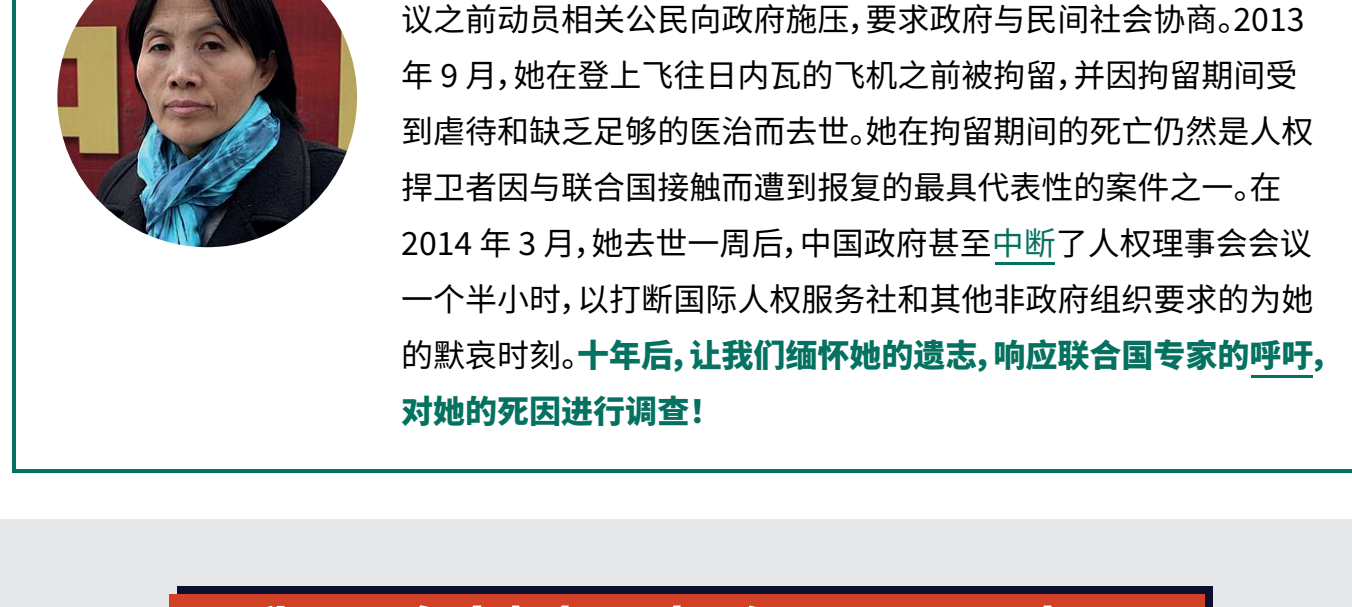 议之前动员相关公民向政府施压，要求政府与民间社会协商。2013
年 9 月，她在登上飞往日内瓦的飞机之前被拘留，并因拘留期间受
到虐待和缺乏足够的医治而去世。她在拘留期间的死亡仍然是人权
捍卫者因与联合国接触而遭到报复的最具代表性的案件之一。在
2014 年 3 月，她去世一周后，中国政府甚至中断了人权理事会会议
一个半小时，以打断国际人权服务社和其他非政府组织要求的为她
的默哀时刻。十年后，让我们缅怀她的遗志，响应联合国专家的呼吁，
对她的死因进行调查！